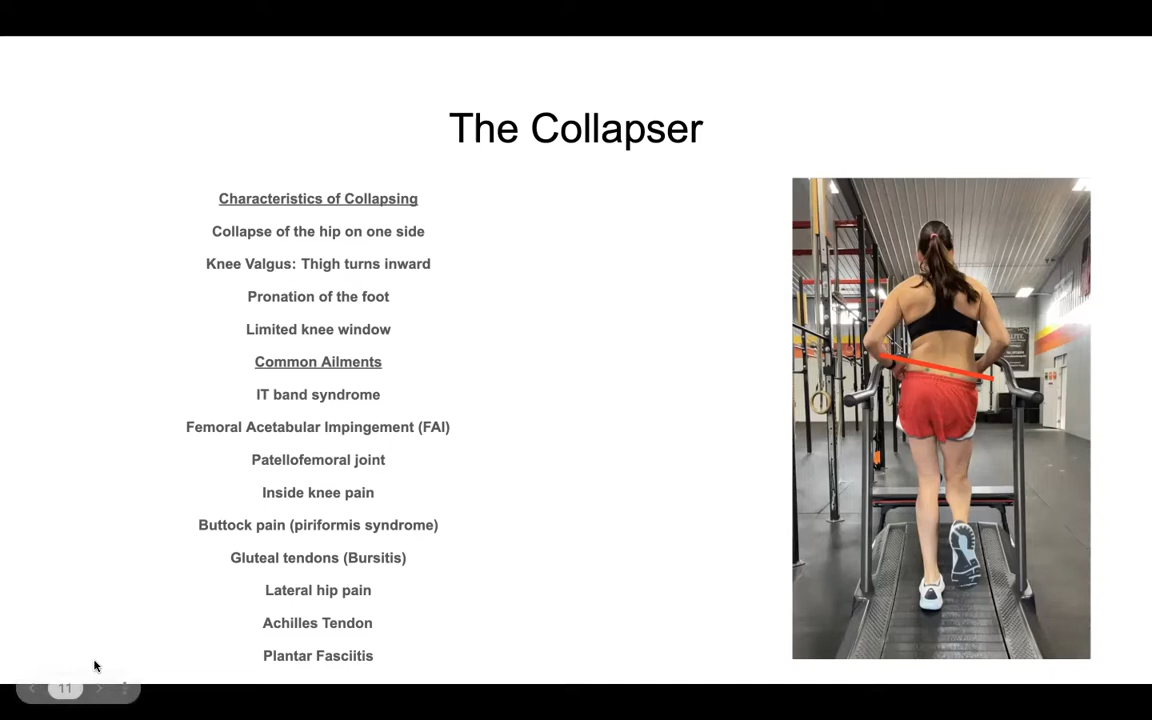 The Collapser
Characteristics of Collapsing
Collapse of the hip on one side
Knee Valgus: Thigh turns inward
Pronation of the foot
Limited knee window
Common Ailments
IT band syndrome
Femoral Acetabular Impingement (FAI)
Patellofemoral joint
Inside knee pain
Buttock pain (piriformis syndrome)
Gluteal tendons (Bursitis)
Lateral hip pain
Achilles Tendon
Plantar Fasciitis
11